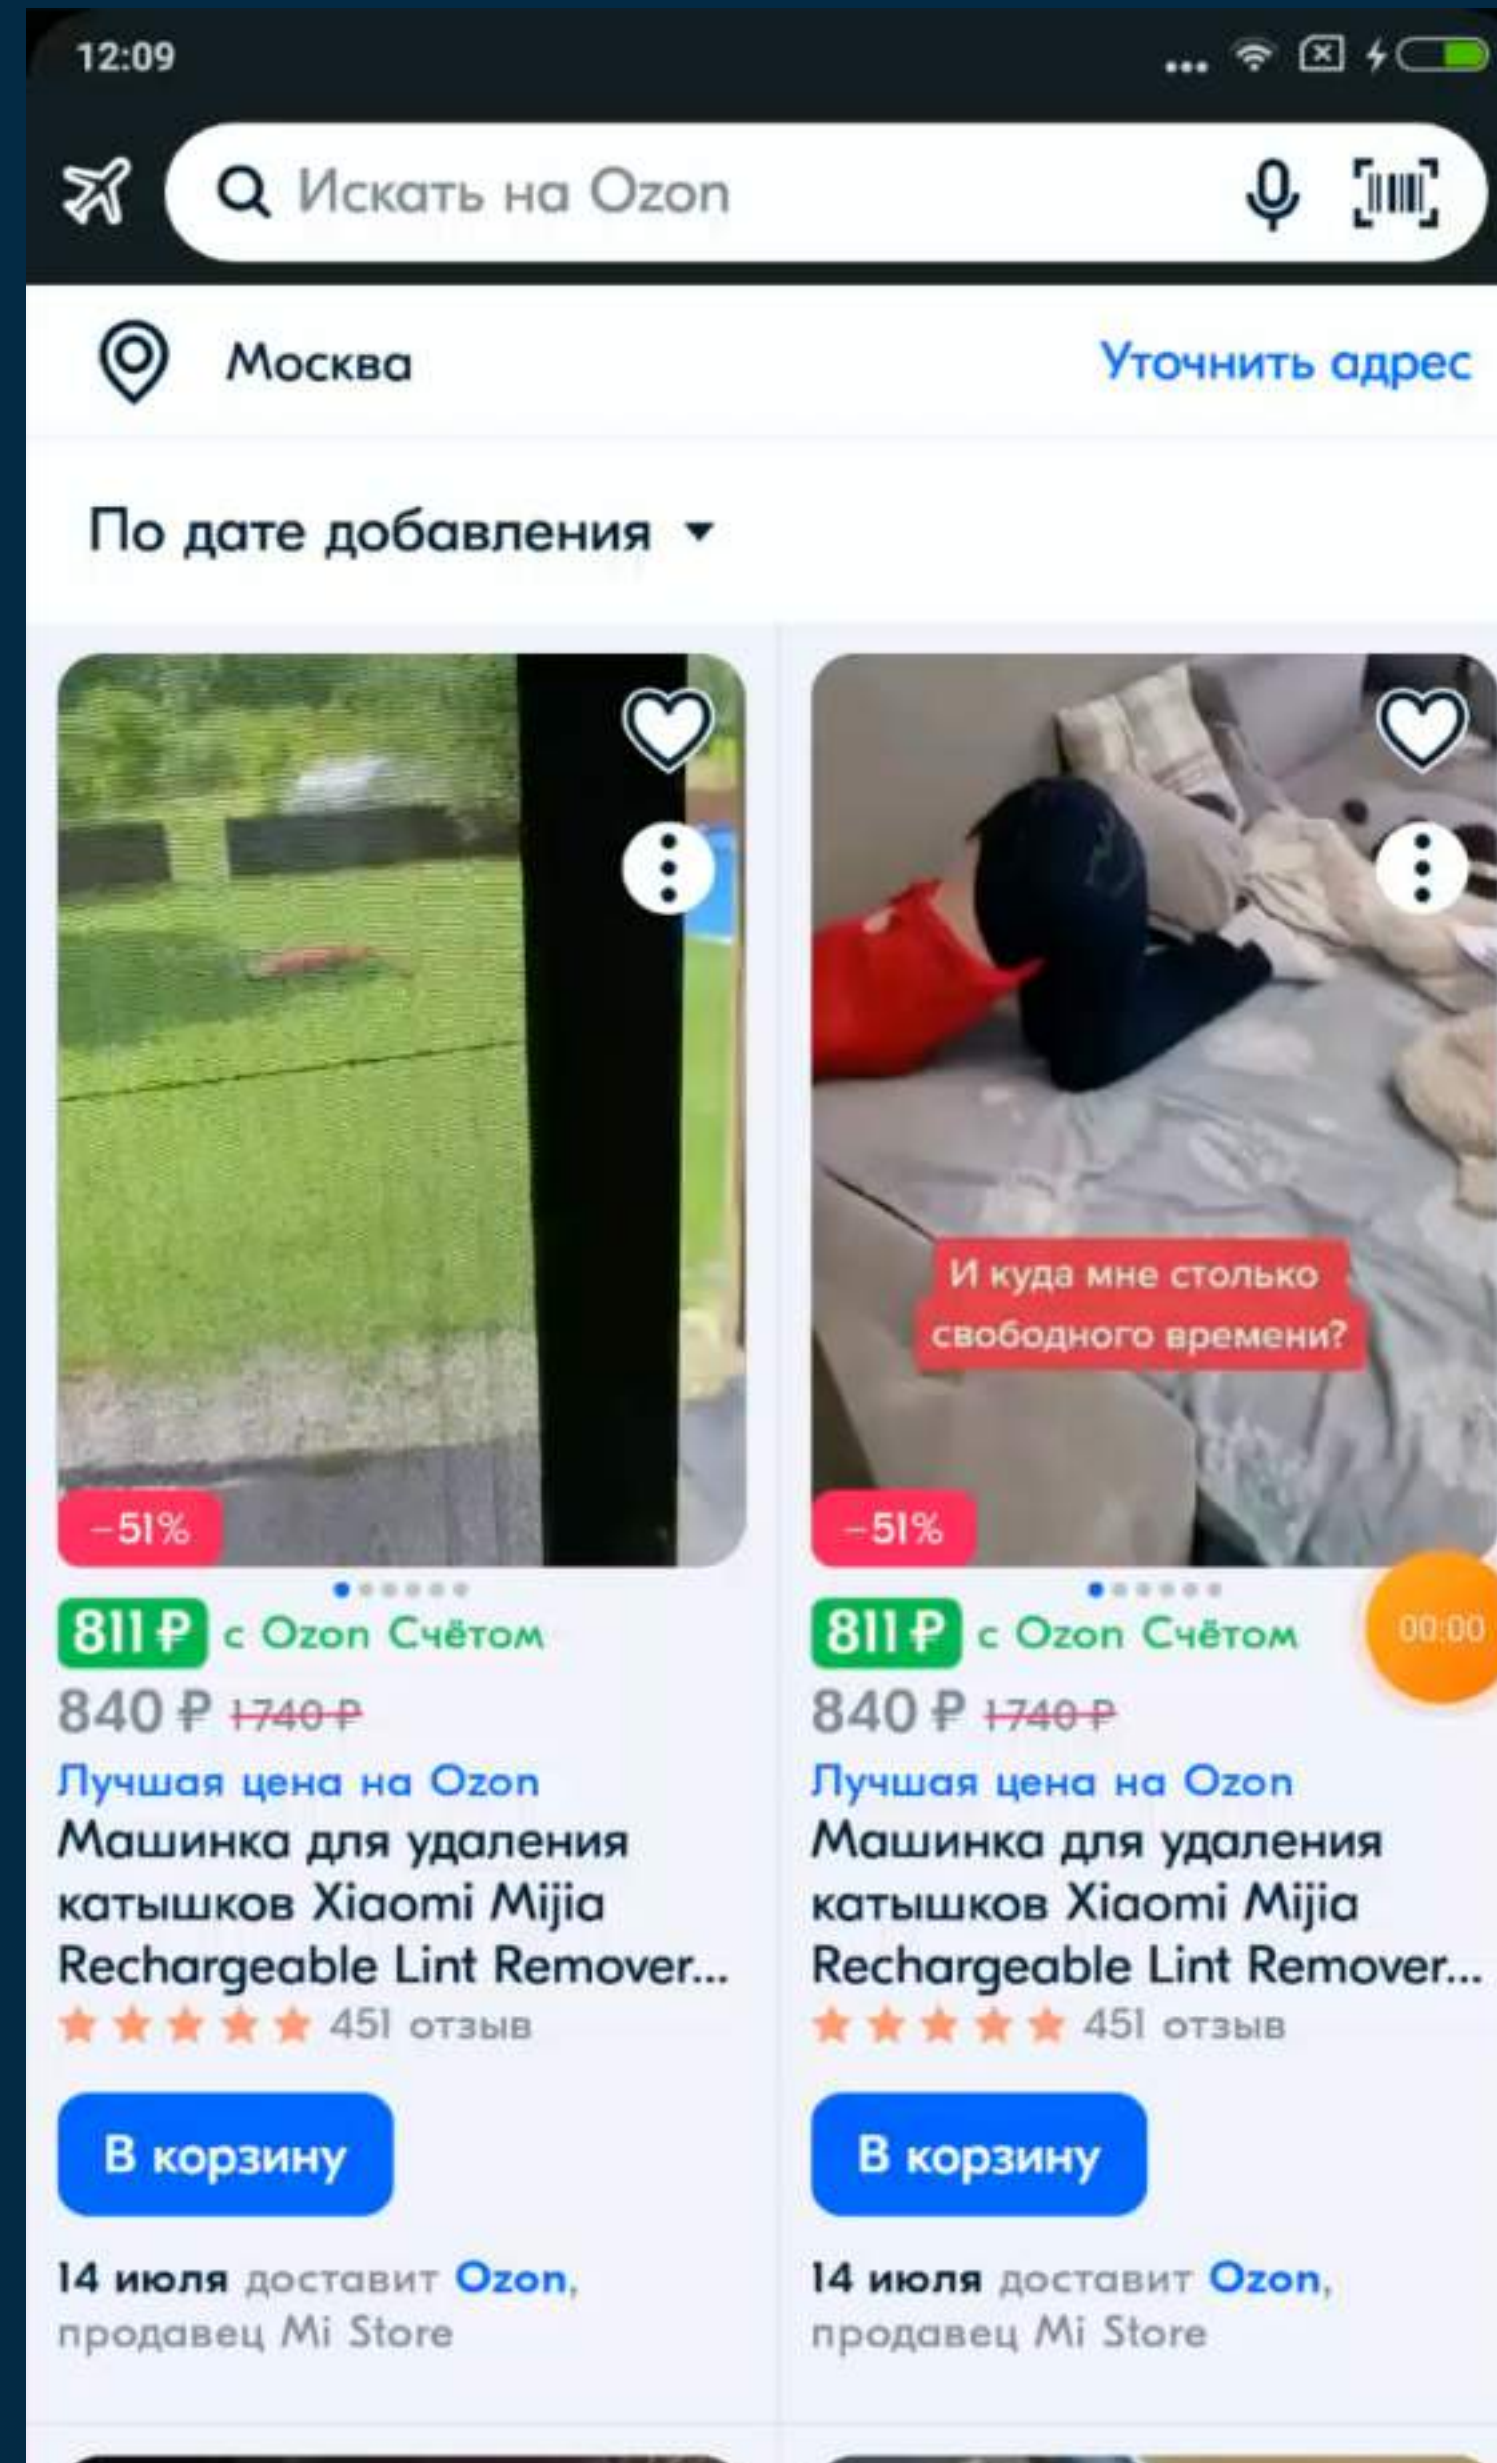 12:09
Искать на Ozon
Москва
Уточнить адрес
По дате добавления
-51%
811 ₽ с Ozon Счётом
840 ₽ 1740 ₽
Лучшая цена на Ozon
Машинка для удаления
катышков Xiaomi Mijia
Rechargeable Lint Remover...
451 отзыв
В корзину
14 июля доставит Ozon,
продавец Mi Store
И куда мне столько
свободного времени?
-51%
00:00
811 ₽ с Ozon Счётом
840 ₽ 1740 ₽
Лучшая цена на Ozon
Машинка для удаления
катышков Xiaomi Mijia
Rechargeable Lint Remover...
451 отзыв
В корзину
14 июля доставит Ozon,
продавец Mi Store